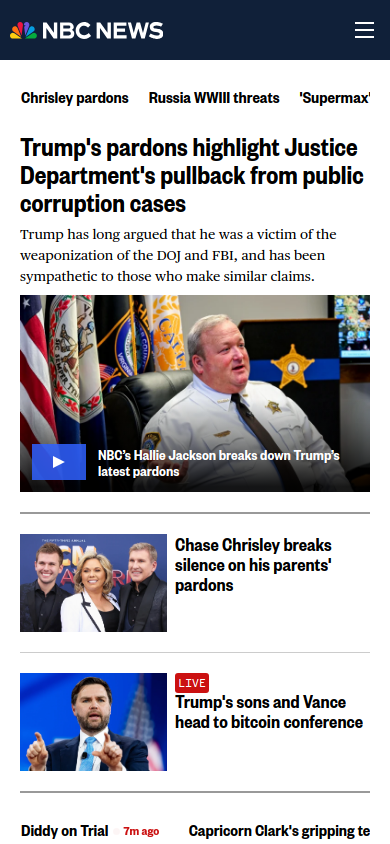 NBC NEWS
Chrisley pardons
Russia WWIII threats
'Supermax'
Trump's pardons highlight Justice
Department's pullback from public
corruption cases
Trump has long argued that he was a victim of the
weaponization of the DOJ and FBI, and has been
sympathetic to those who make similar claims.
NBC's Hallie Jackson breaks down Trump's
latest pardons
Chase Chrisley breaks
silence on his parents'
pardons
LIVE
Trump's sons and Vance
head to bitcoin conference
Diddy on Trial
7m ago
Capricorn Clark's gripping te